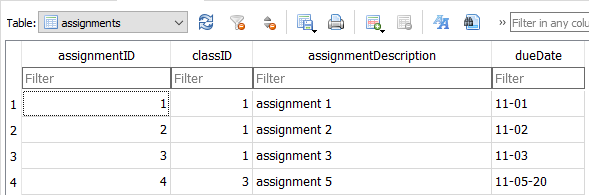 Table: assignments » Filter in any colu
assignmentID classID assignmentDescription dueDate
Filter Filter Filter Filter
1 1 1 assignment 1 11-01
2 2 1 assignment 2 11-02
3 3 1 assignment 3 11-03
4 4 3 assignment 5 11-05-20